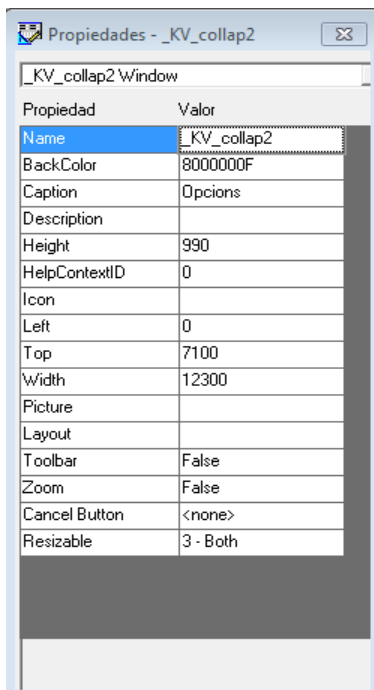 Propiedades - _KV_collap2
_KV_collap2 Window
Propiedad Valor
Name _KV_collap2
BackColor 8000000F
Caption Opcions
Description
Height 990
HelpContextID 0
Icon
Left 0
Top 7100
Width 12300
Picture
Layout
Toolbar False
Zoom False
Cancel Button <none>
Resizable 3 - Both